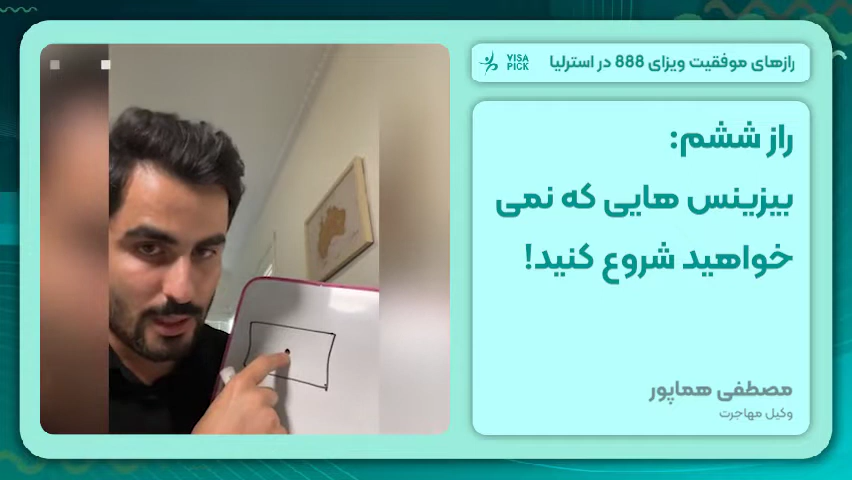 رازهای موفقیت ویزای 888 در استرلیا
VISA
PICK
راز ششم:
بیزینس هایی که نمی
خواهید شروع کنید!
مصطفی هماپور
وکیل مهاجرت